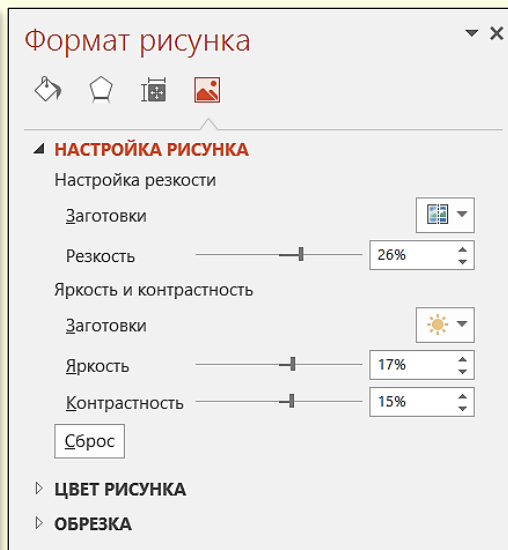 Формат рисунка
НАСТРОЙКА РИСУНКА
Настройка резкости
Заготовки
Резкость 26%
Яркость и контрастность
Заготовки
Яркость 17%
Контрастность 15%
Сброс
ЦВЕТ РИСУНКА
ОБРЕЗКА